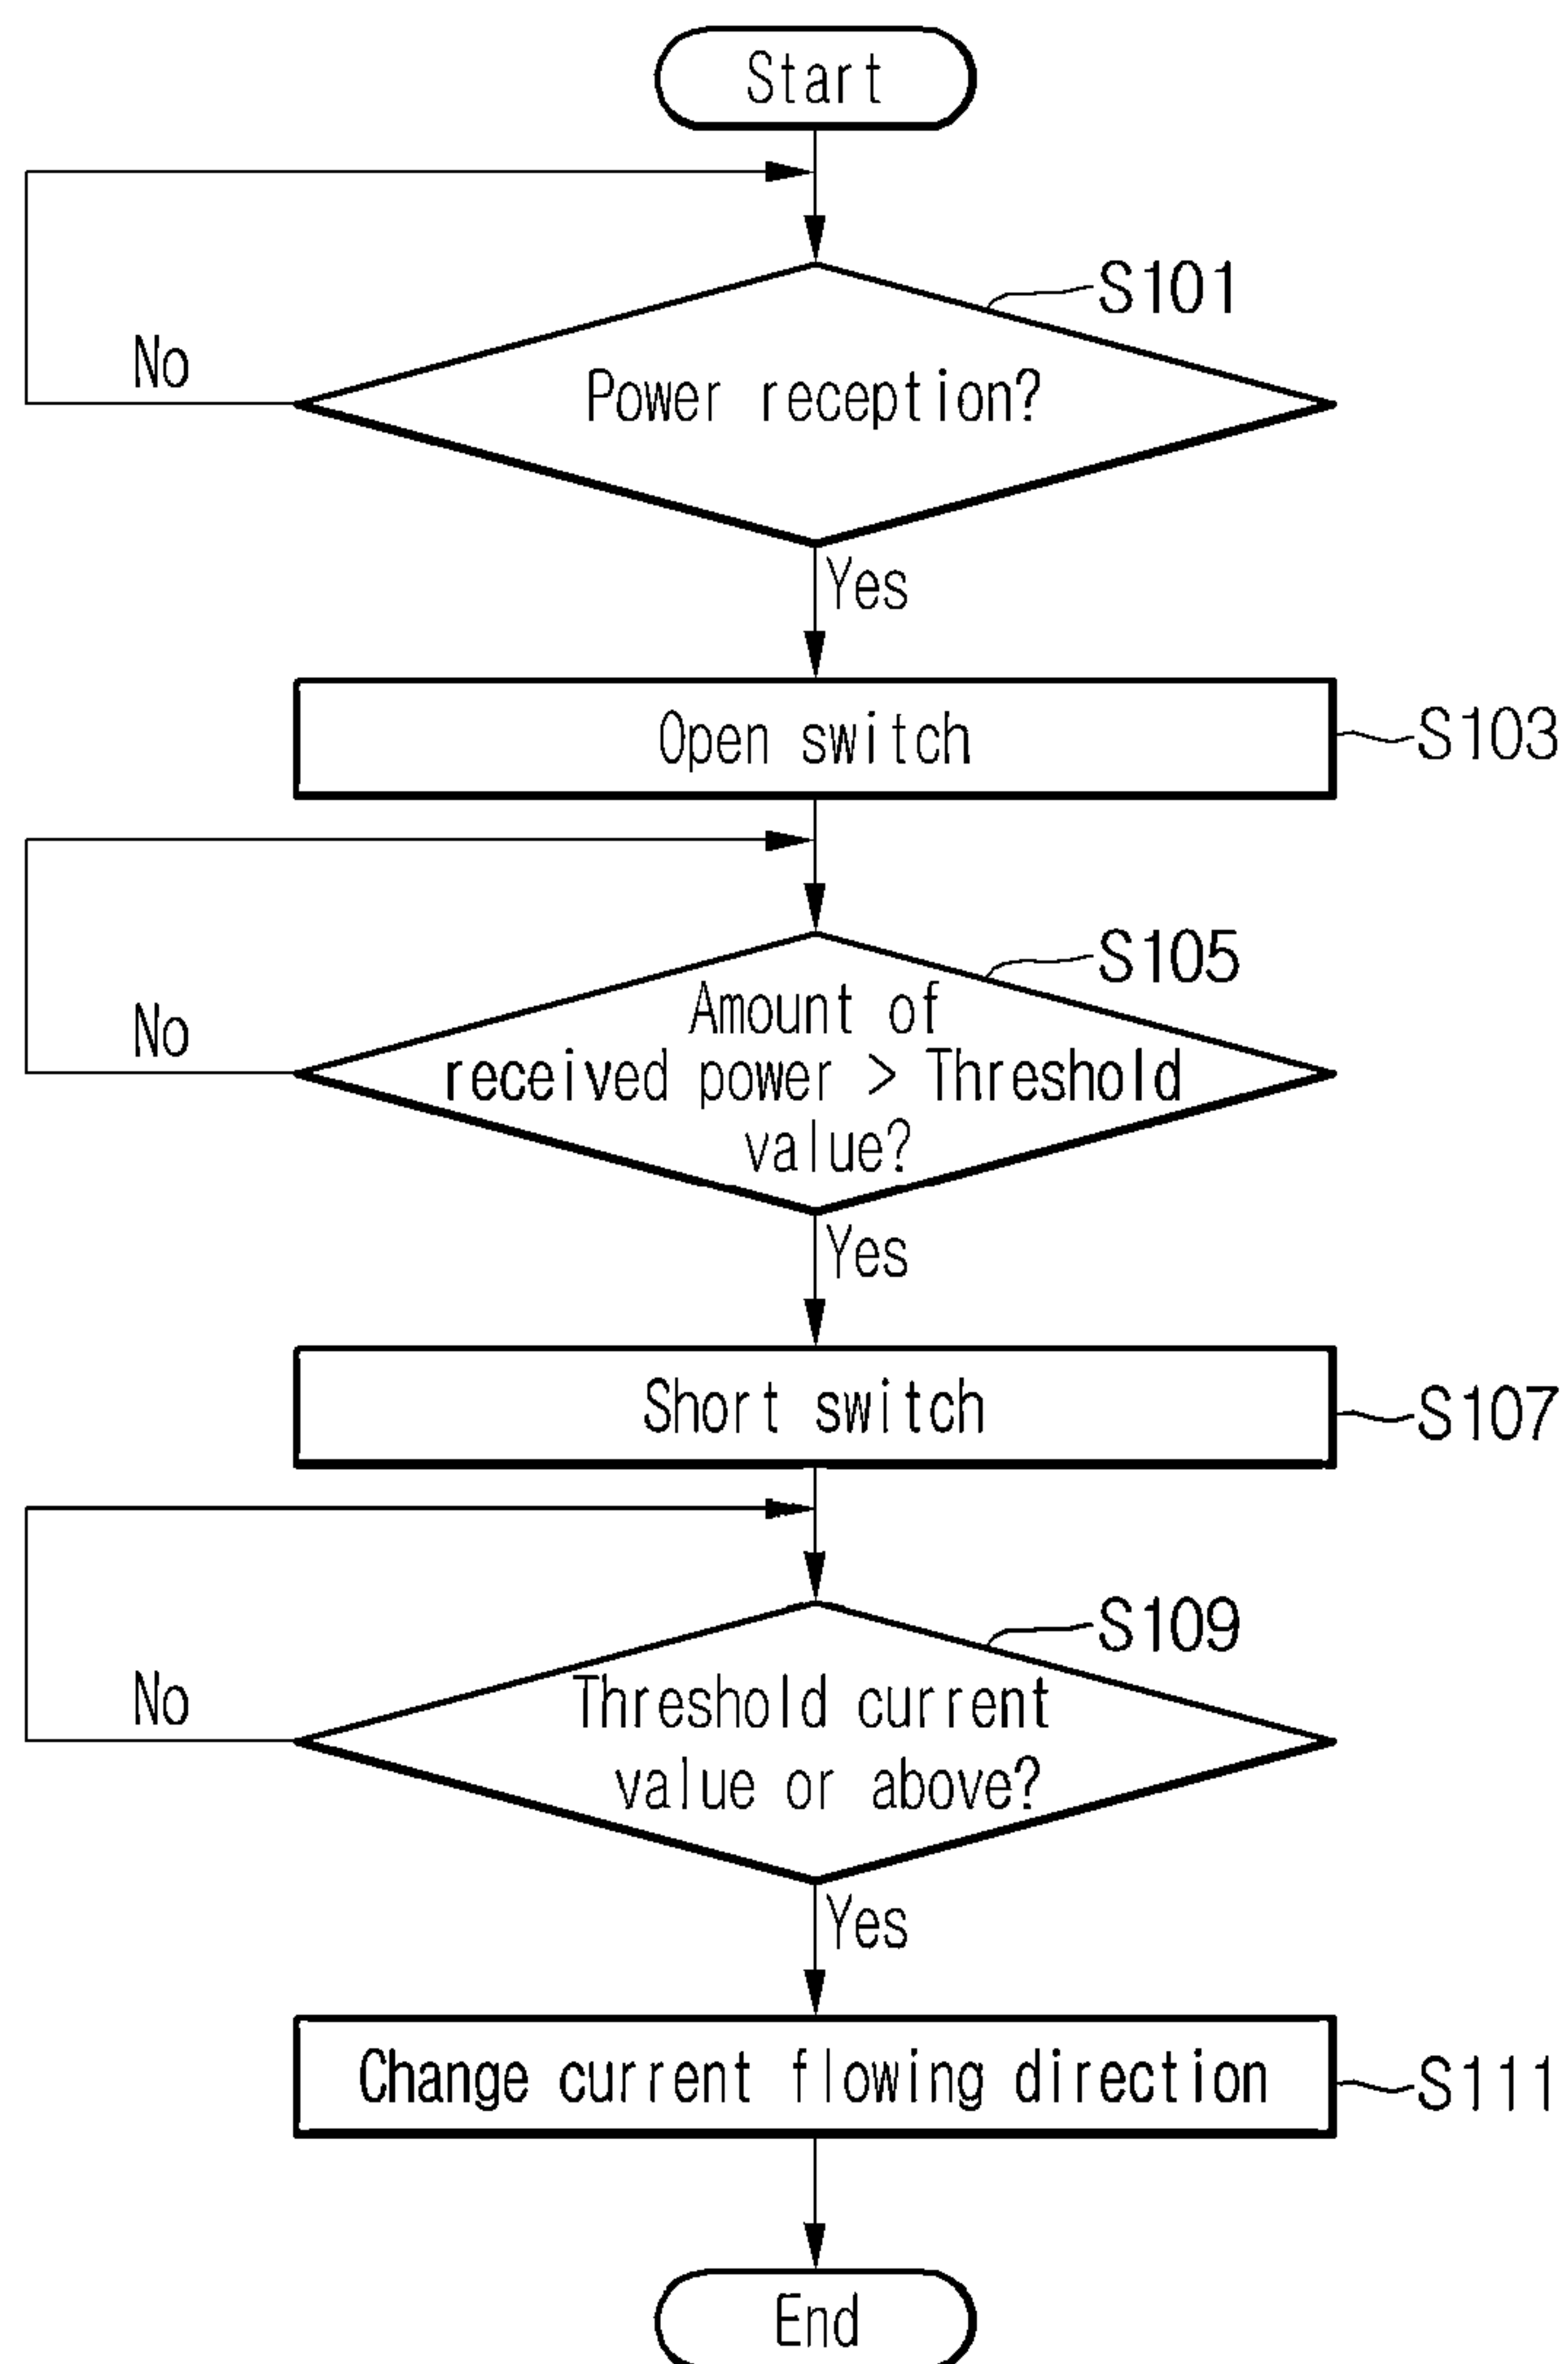 Start
S101
No
Power reception?
Yes
Open switch
S103
S105
Amount of
No
received power > Threshold
value?
Yes
Short switch
S107
S109
No
Threshold current
value or above?
Yes
Change current flowing direction
S111
End